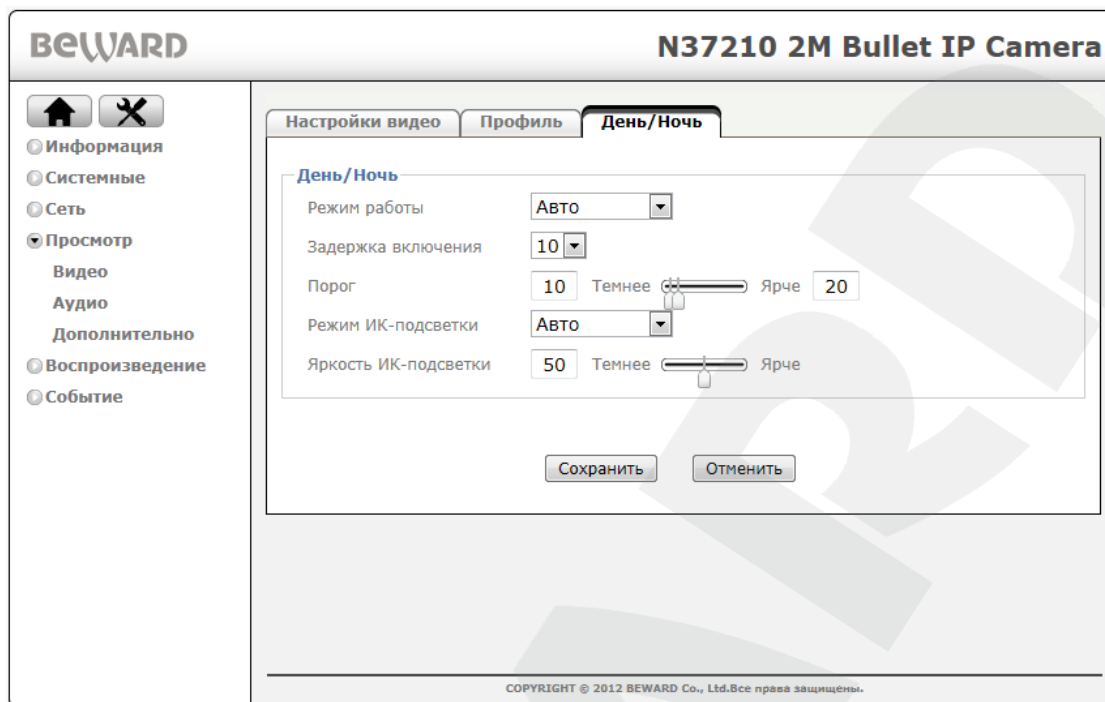 BEWARD
N37210 2M Bullet IP Camera
Информация
Системные
Сеть
Просмотр
Видео
Аудио
Дополнительно
Воспроизведение
Событие
Настройки видео Профиль День/Ночь
День/Ночь
Режим работы Авто
Задержка включения 10
Порог 10 Темнее Ярче 20
Режим ИК-подсветки Авто
Яркость ИК-подсветки 50 Темнее Ярче
Сохранить Отменить
COPYRIGHT © 2012 BEWARD Co., Ltd.Все права защищены.